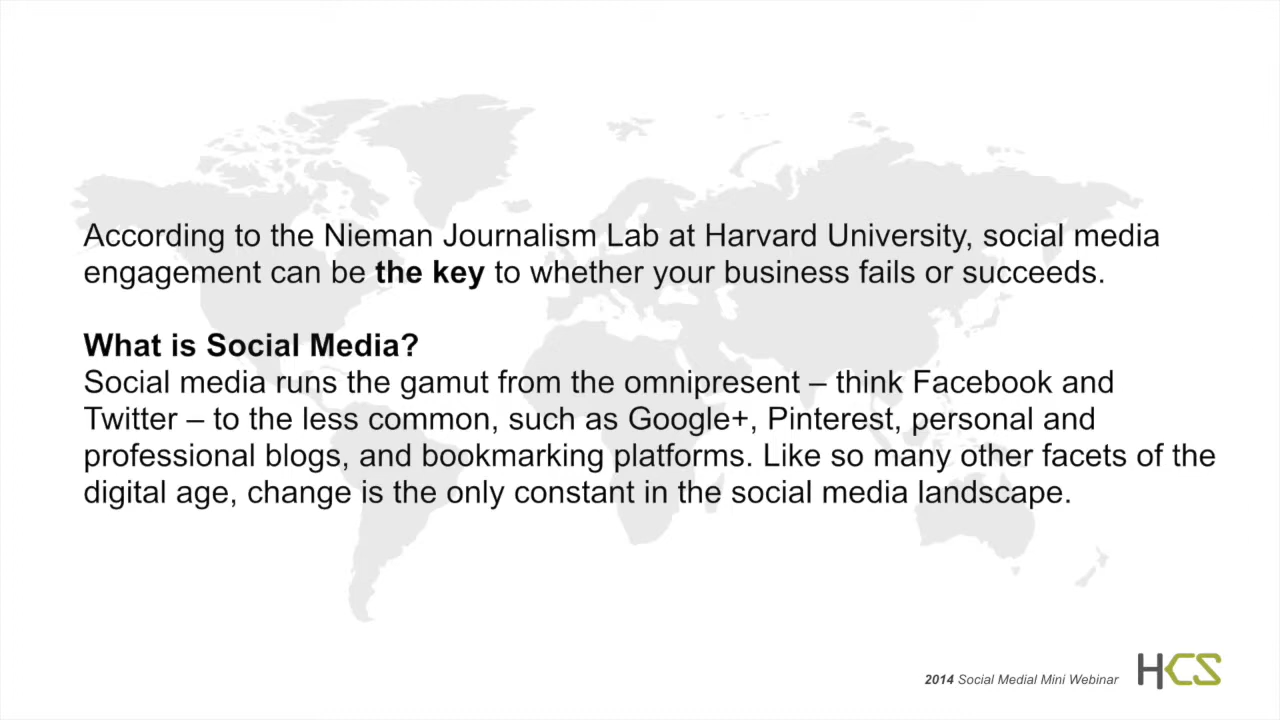 According to the Nieman Journalism Lab at Harvard University, social media
engagement can be the key to whether your business fails or succeeds.
What is Social Media?
Social media runs the gamut from the omnipresent – think Facebook and
Twitter – to the less common, such as Google+, Pinterest, personal and
professional blogs, and bookmarking platforms. Like so many other facets of the
digital age, change is the only constant in the social media landscape.
2014 Social Medial Mini Webinar
HCS